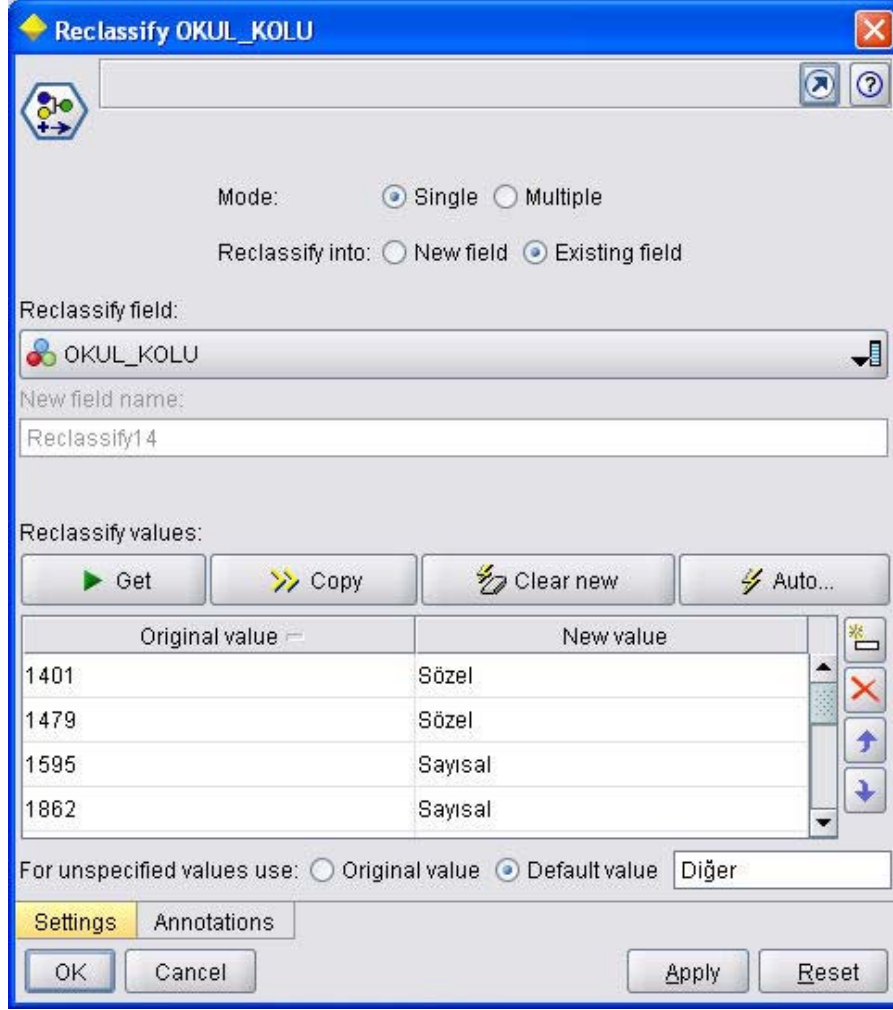 Reclassify OKUL_KOLU
?
Mode: Single Multiple
Reclassify into: New field Existing field
Reclassify field:
OKUL_KOLU
New field name:
Reclassify14
Reclassify values:
Get Copy Clear new Auto...
Original value New value
1401 Sözel
1479 Sözel
1595 Sayısal
1862 Sayısal
For unspecified values use: Original value Default value Diğer
Settings Annotations
OK Cancel Apply Reset